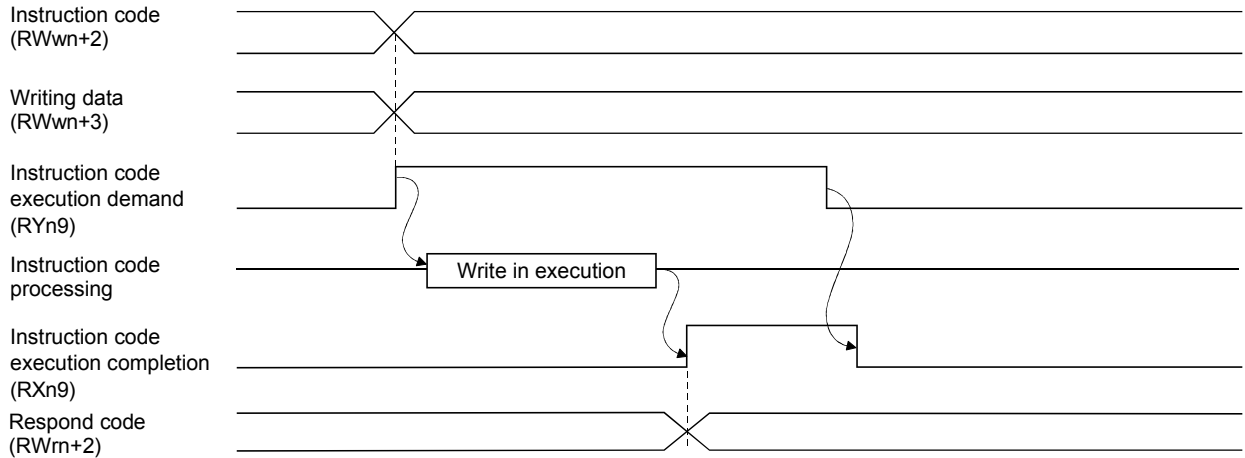 Instruction code
(RWwn+2)
Writing data
(RWwn+3)
Instruction code
execution demand
(RYn9)
Instruction code
processing
Write in execution
Instruction code
execution completion
(RXn9)
Respond code
(RWrn+2)